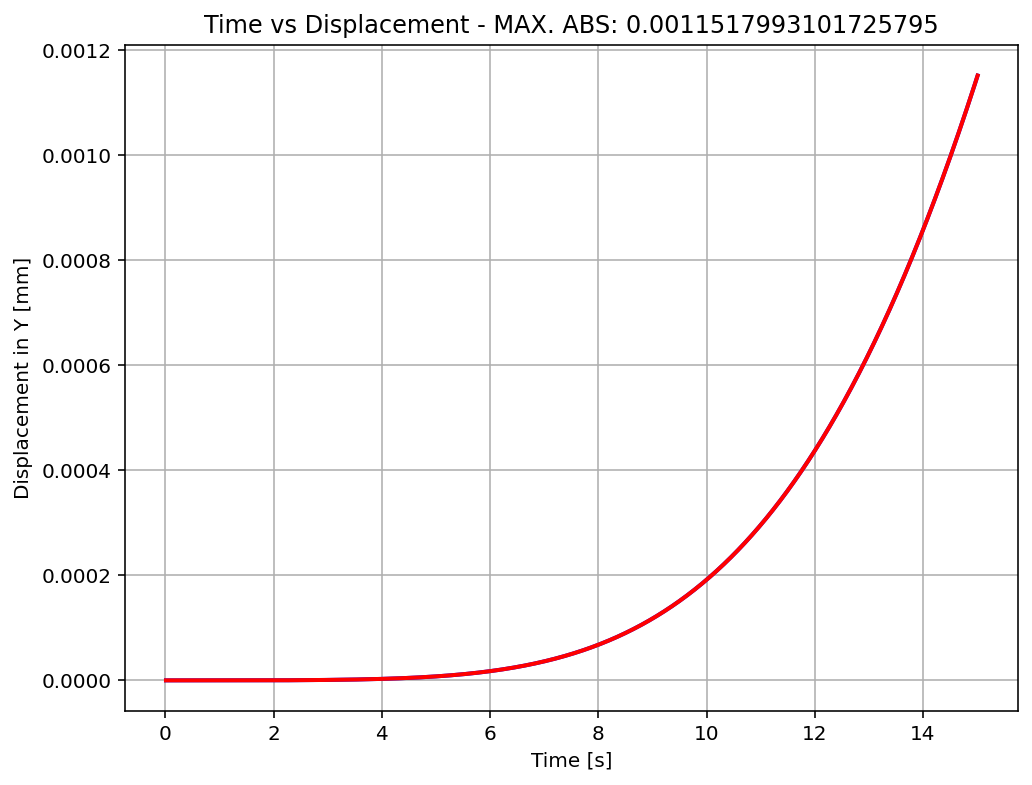 Time vs Displacement - MAX. ABS: 0.0011517993101725795
0.0012
0.0010
0.0008
0.0006
0.0004
0.0002
0.0000
Displacement in Y [mm]
0 2 4 6 8 10 12 14
Time [s]